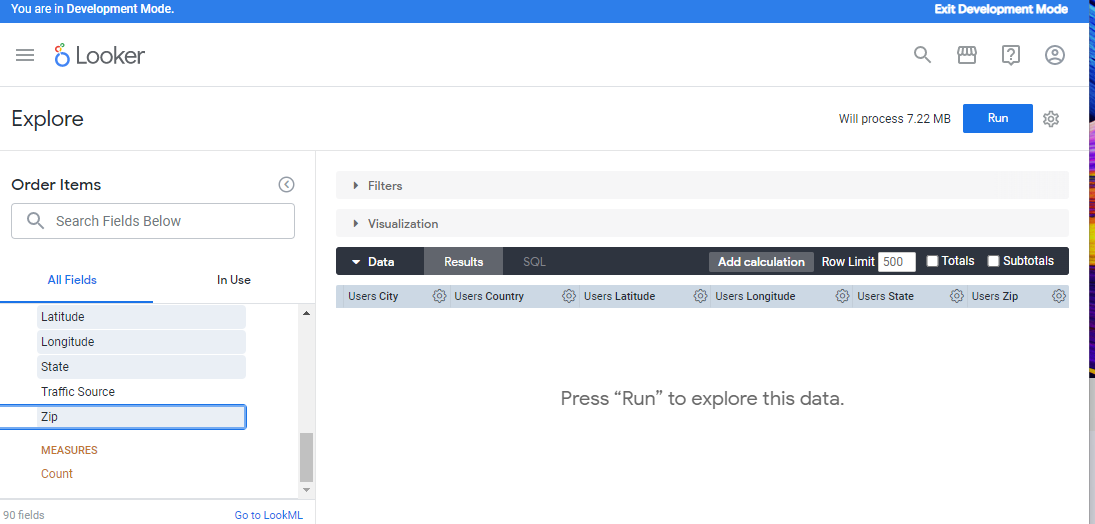 You are in Development Mode.
Exit Development Mode
Looker
Explore
Will process 7.22 MB
Run
Order Items
Search Fields Below
All Fields
In Use
Latitude
Longitude
State
Traffic Source
Zip
MEASURES
Count
90 fields
Go to LookML
Filters
Visualization
Data
Results
SQL
Add calculation
Row Limit 500
Totals
Subtotals
Users City
Users Country
Users Latitude
Users Longitude
Users State
Users Zip
Press “Run” to explore this data.